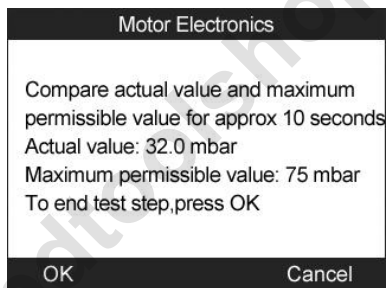 Motor Electronics
Compare actual value and maximum
permissible value for approx 10 seconds
Actual value: 32.0 mbar
Maximum permissible value: 75 mbar
To end test step,press OK
OK Cancel